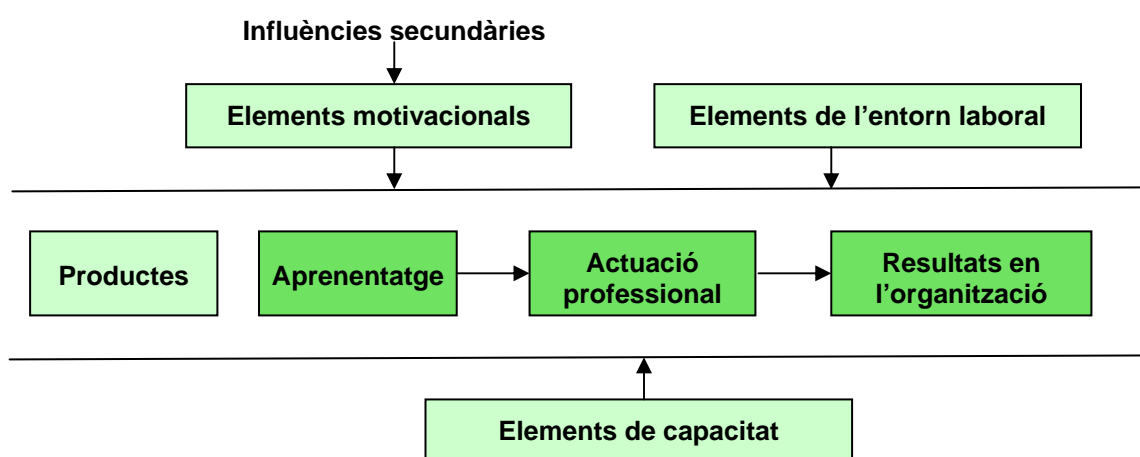 Influències secundàries
Elements motivacionals
Elements de l’entorn laboral
Productes
Aprenentatge
Actuació
professional
Resultats en
l’organització
Elements de capacitat